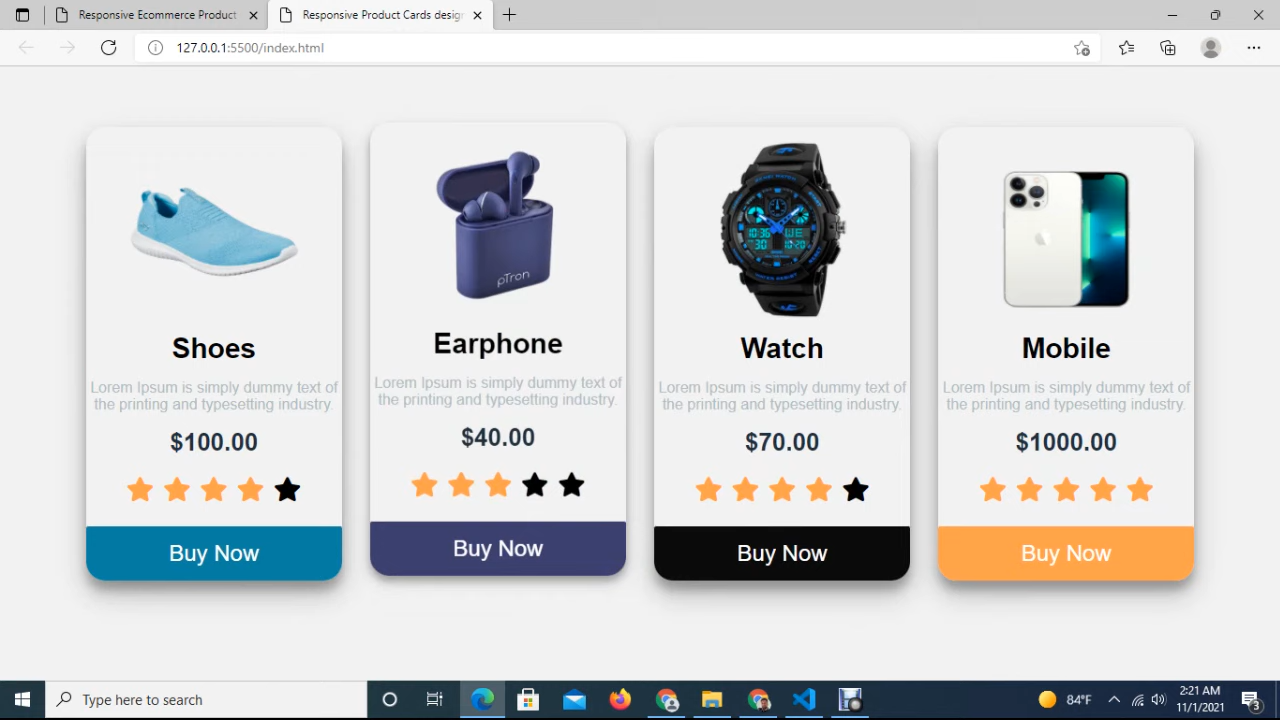 Responsive Ecommerce Product
Responsive Product Cards desig
127.0.0.1:5500/index.html
pTron
Shoes
Lorem Ipsum is simply dummy text of
the printing and typesetting industry.
$100.00
Buy Now
Earphone
Lorem Ipsum is simply dummy text of
the printing and typesetting industry.
$40.00
Buy Now
Watch
Lorem Ipsum is simply dummy text of
the printing and typesetting industry.
$70.00
Buy Now
Mobile
Lorem Ipsum is simply dummy text of
the printing and typesetting industry.
$1000.00
Buy Now
Type here to search
84°F
2:21 AM
11/1/2021
3